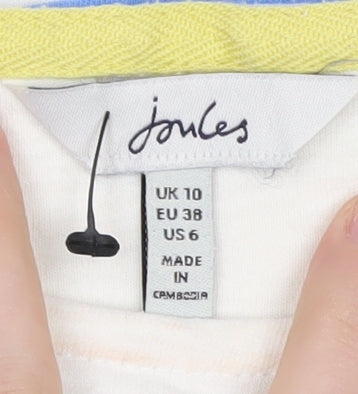 Joules
UK 10
EU 38
US 6
MADE
IN
CAMBODIA